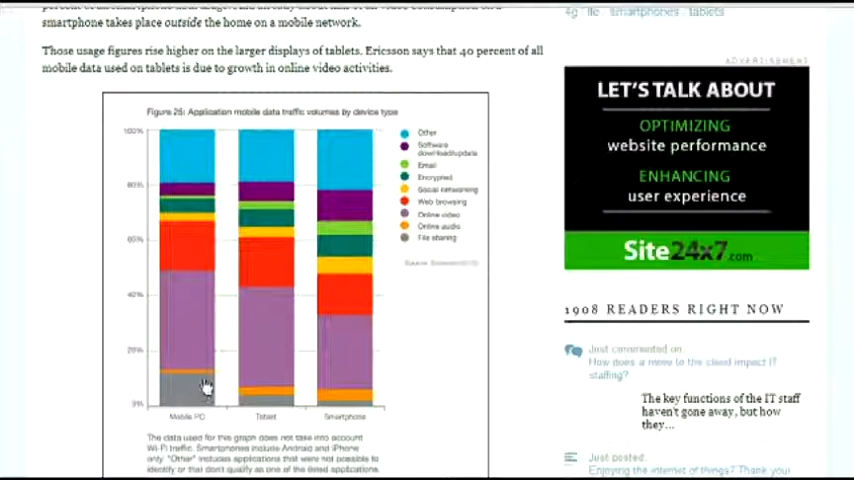 smartphone takes place outside the home on a mobile network.
Those usage figures rise higher on the larger displays of tablets. Ericsson says that 40 percent of all
mobile data used on tablets is due to growth in online video activities.
Figure 25: Application mobile data traffic volumes by device type
100%
80%
60%
40%
20%
0%
Mobile PC
Tablet
Smartphone
Other
Software
download/update
Email
Encrypted
Social networking
Web browsing
Online video
Online audio
File sharing
The data used for this graph does not take into account
Wi-Fi traffic. Smartphones include Android and iPhone
only. "Other" includes applications that were not possible to
identify or that don't qualify as one of the listed applications.
4g lte smartphones tablets
ADVERTISEMENT
LET'S TALK ABOUT
OPTIMIZING
website performance
ENHANCING
user experience
Site24x7.com
1908 READERS RIGHT NOW
Just commented on
How does a move to the cloud impact IT
staffing?
The key functions of the IT staff
haven't gone away, but how
they...
Just posted
Enjoying the internet of things? Thank your